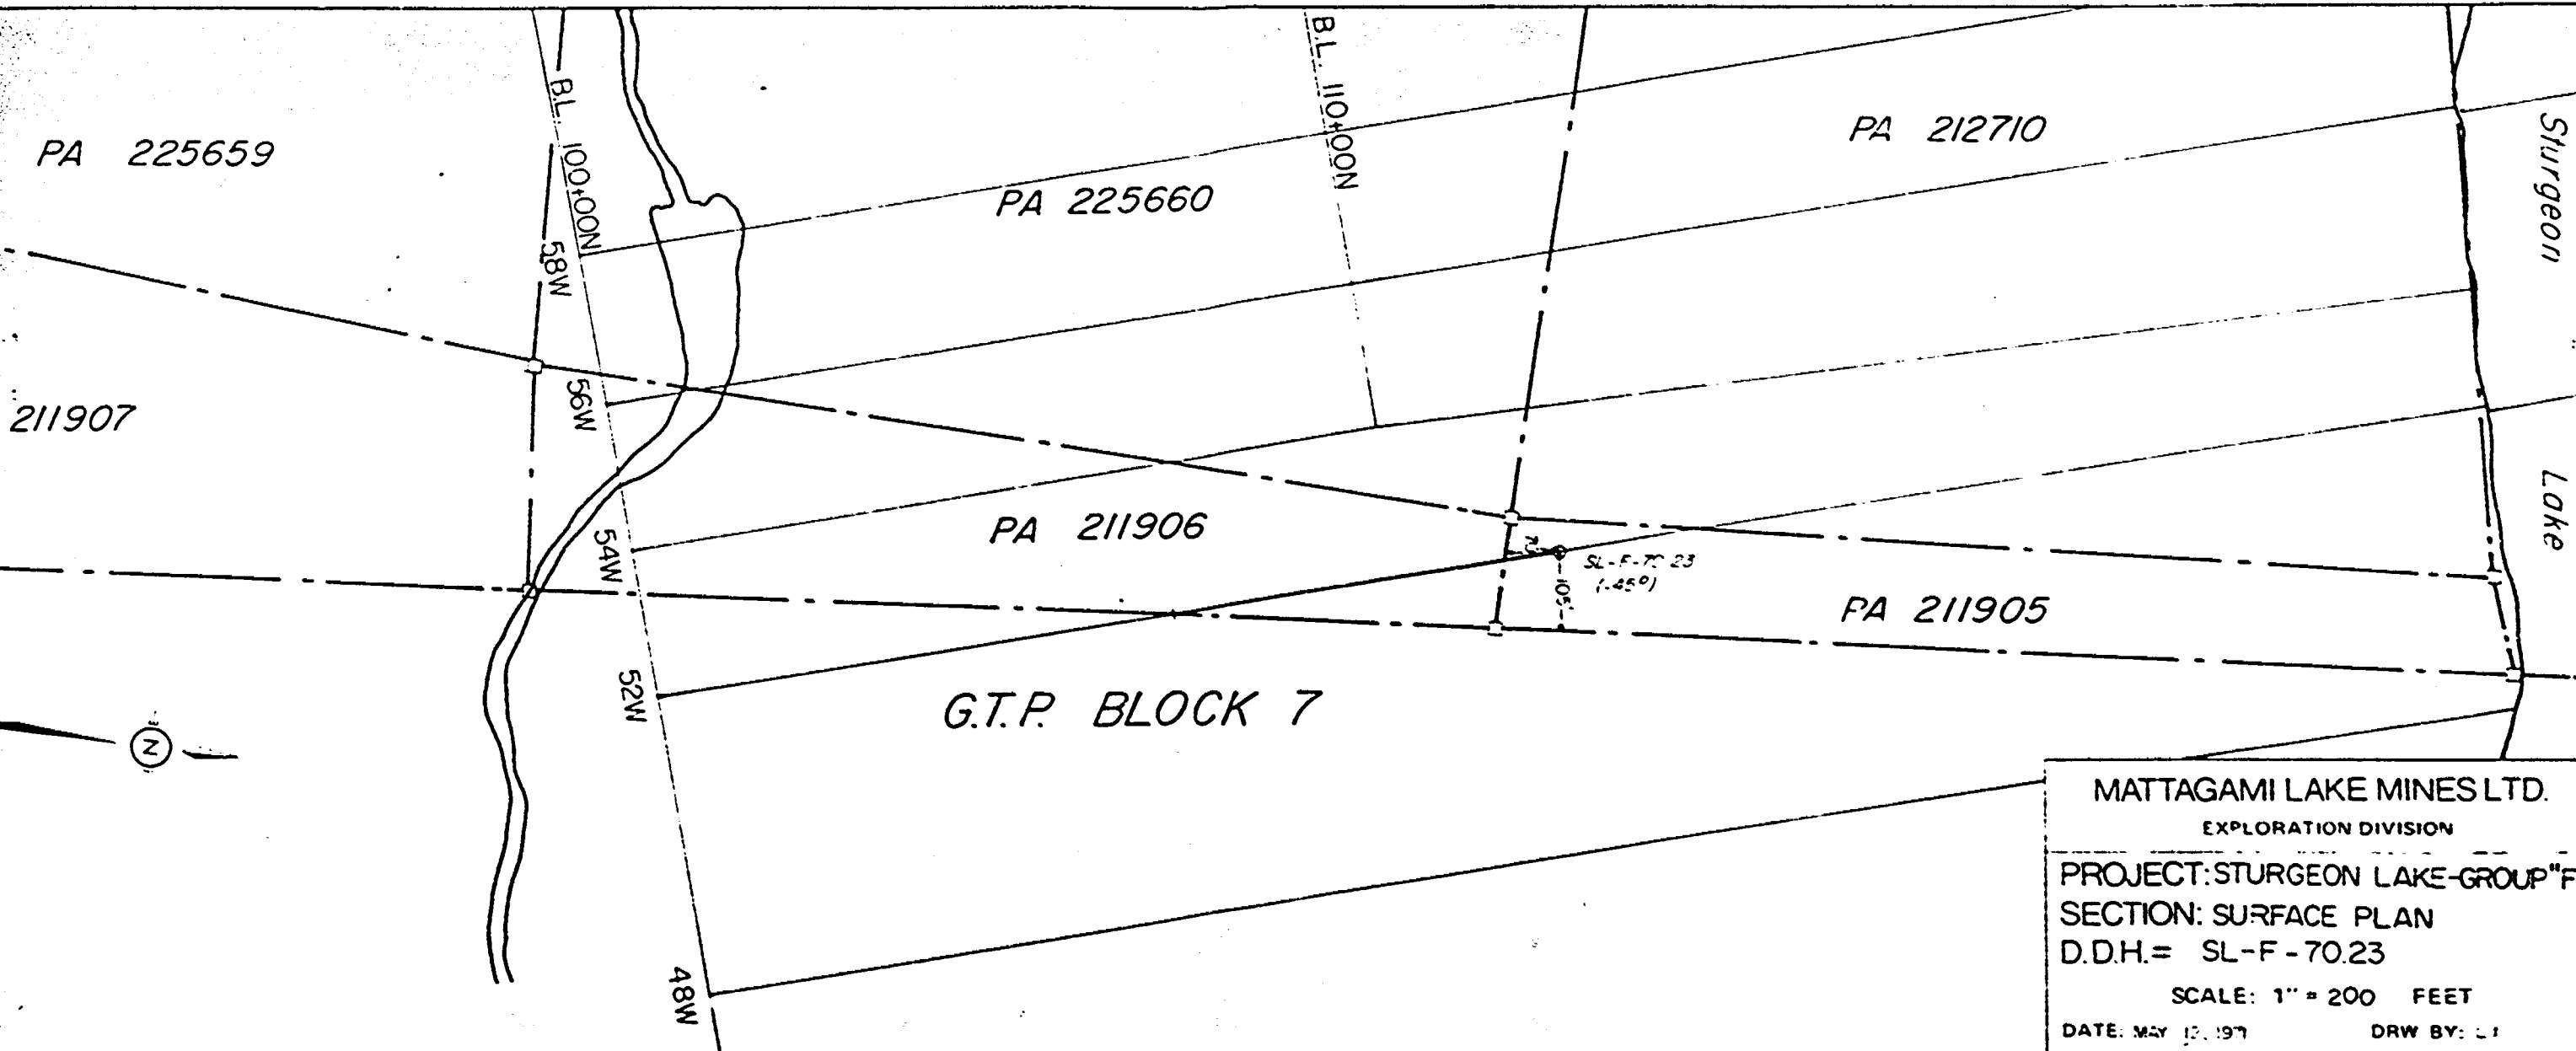 B.L. 100+00N
B.L. 110+00N
PA 225659
PA 225660
PA 212710
Sturgeon
Lake
58W
56W
54W
52W
48W
211907
PA 211906
SL-F-70.23
(-45°)
105'
PA 211905
G.T.P. BLOCK 7
N
MATTAGAMI LAKE MINES LTD.
EXPLORATION DIVISION
PROJECT: STURGEON LAKE-GROUP "F
SECTION: SURFACE PLAN
D.D.H.= SL-F-70.23
SCALE: 1" = 200 FEET
DATE: MAY
DRW BY: